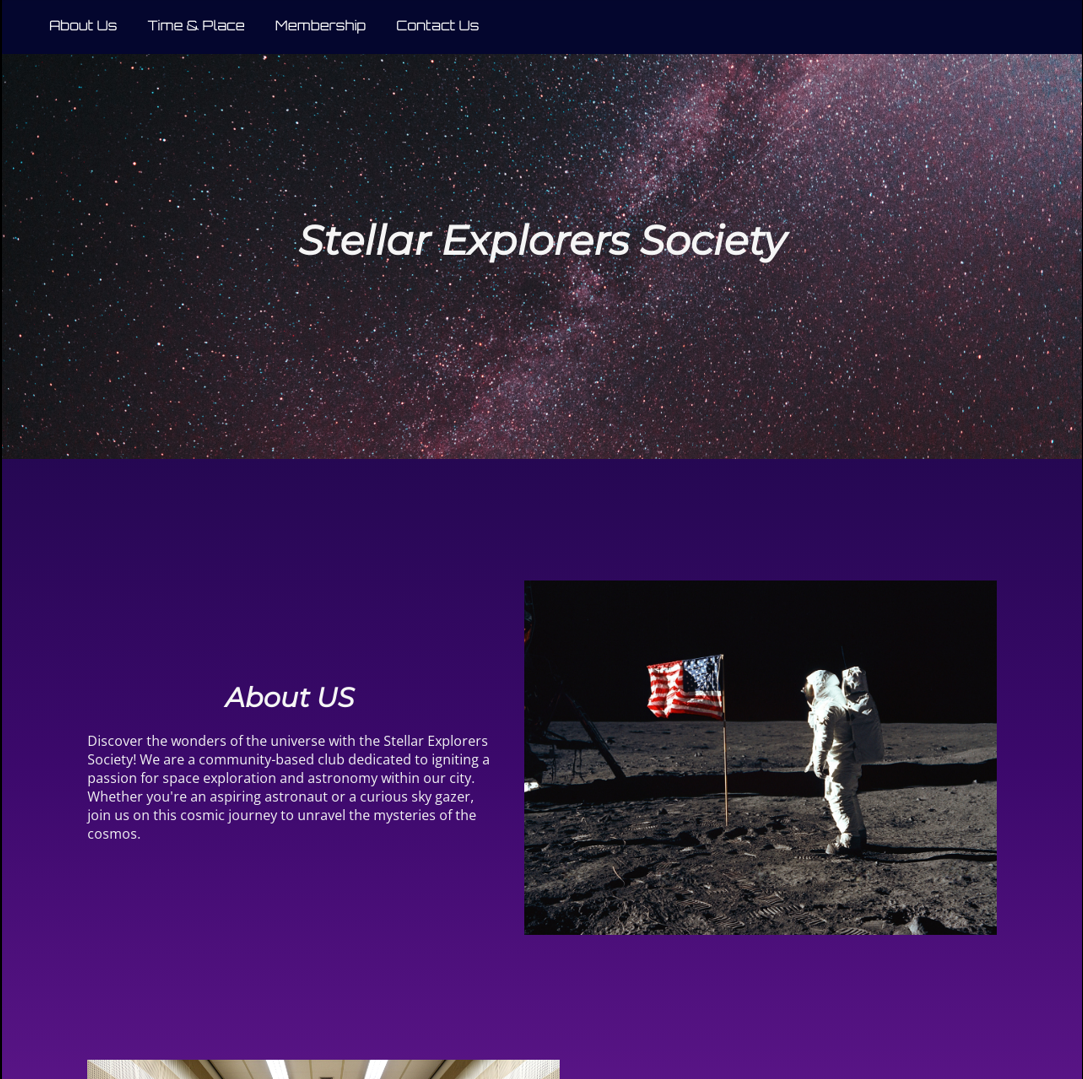 About Us Time & Place Membership Contact Us
Stellar Explorers Society
About US
Discover the wonders of the universe with the Stellar Explorers
Society! We are a community-based club dedicated to igniting a
passion for space exploration and astronomy within our city.
Whether you're an aspiring astronaut or a curious sky gazer,
join us on this cosmic journey to unravel the mysteries of the
cosmos.